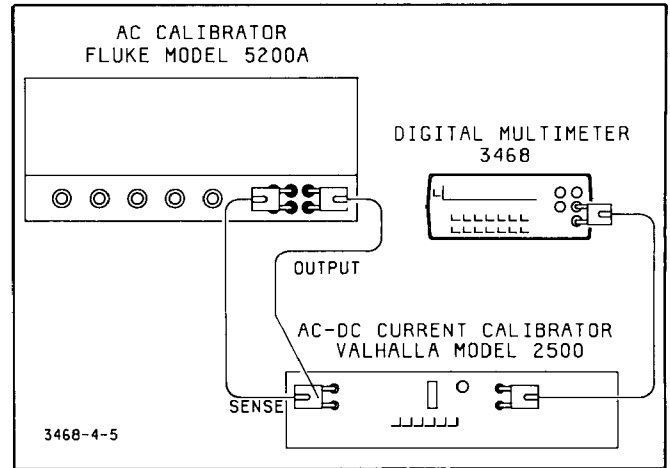 AC CALIBRATOR
FLUKE MODEL 5200A
DIGITAL MULTIMETER
3468
OUTPUT
AC-DC CURRENT CALIBRATOR
VALHALLA MODEL 2500
SENSE
3468-4-5